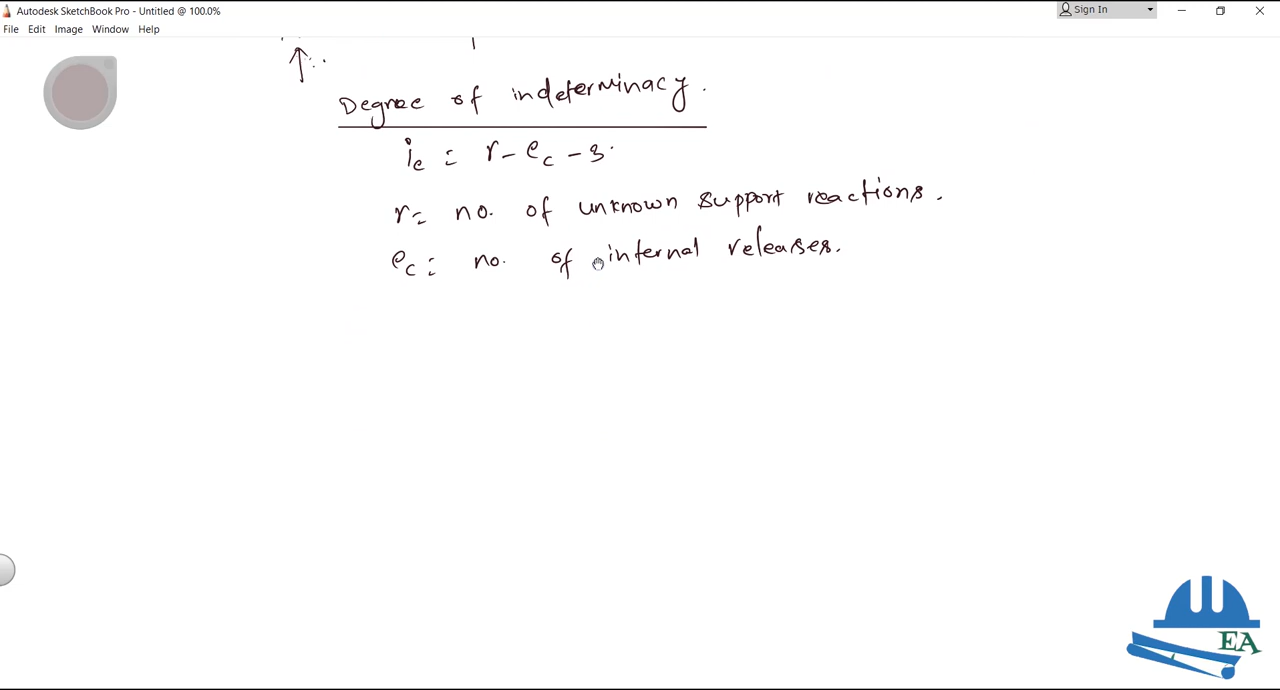 Autodesk SketchBook Pro - Untitled @ 100.0%
Sign In
File Edit Image Window Help
Degree of indeterminacy.
ie = r - ec - 3.
r = no. of unknown support reactions.
ec = no. of internal releases.
EA